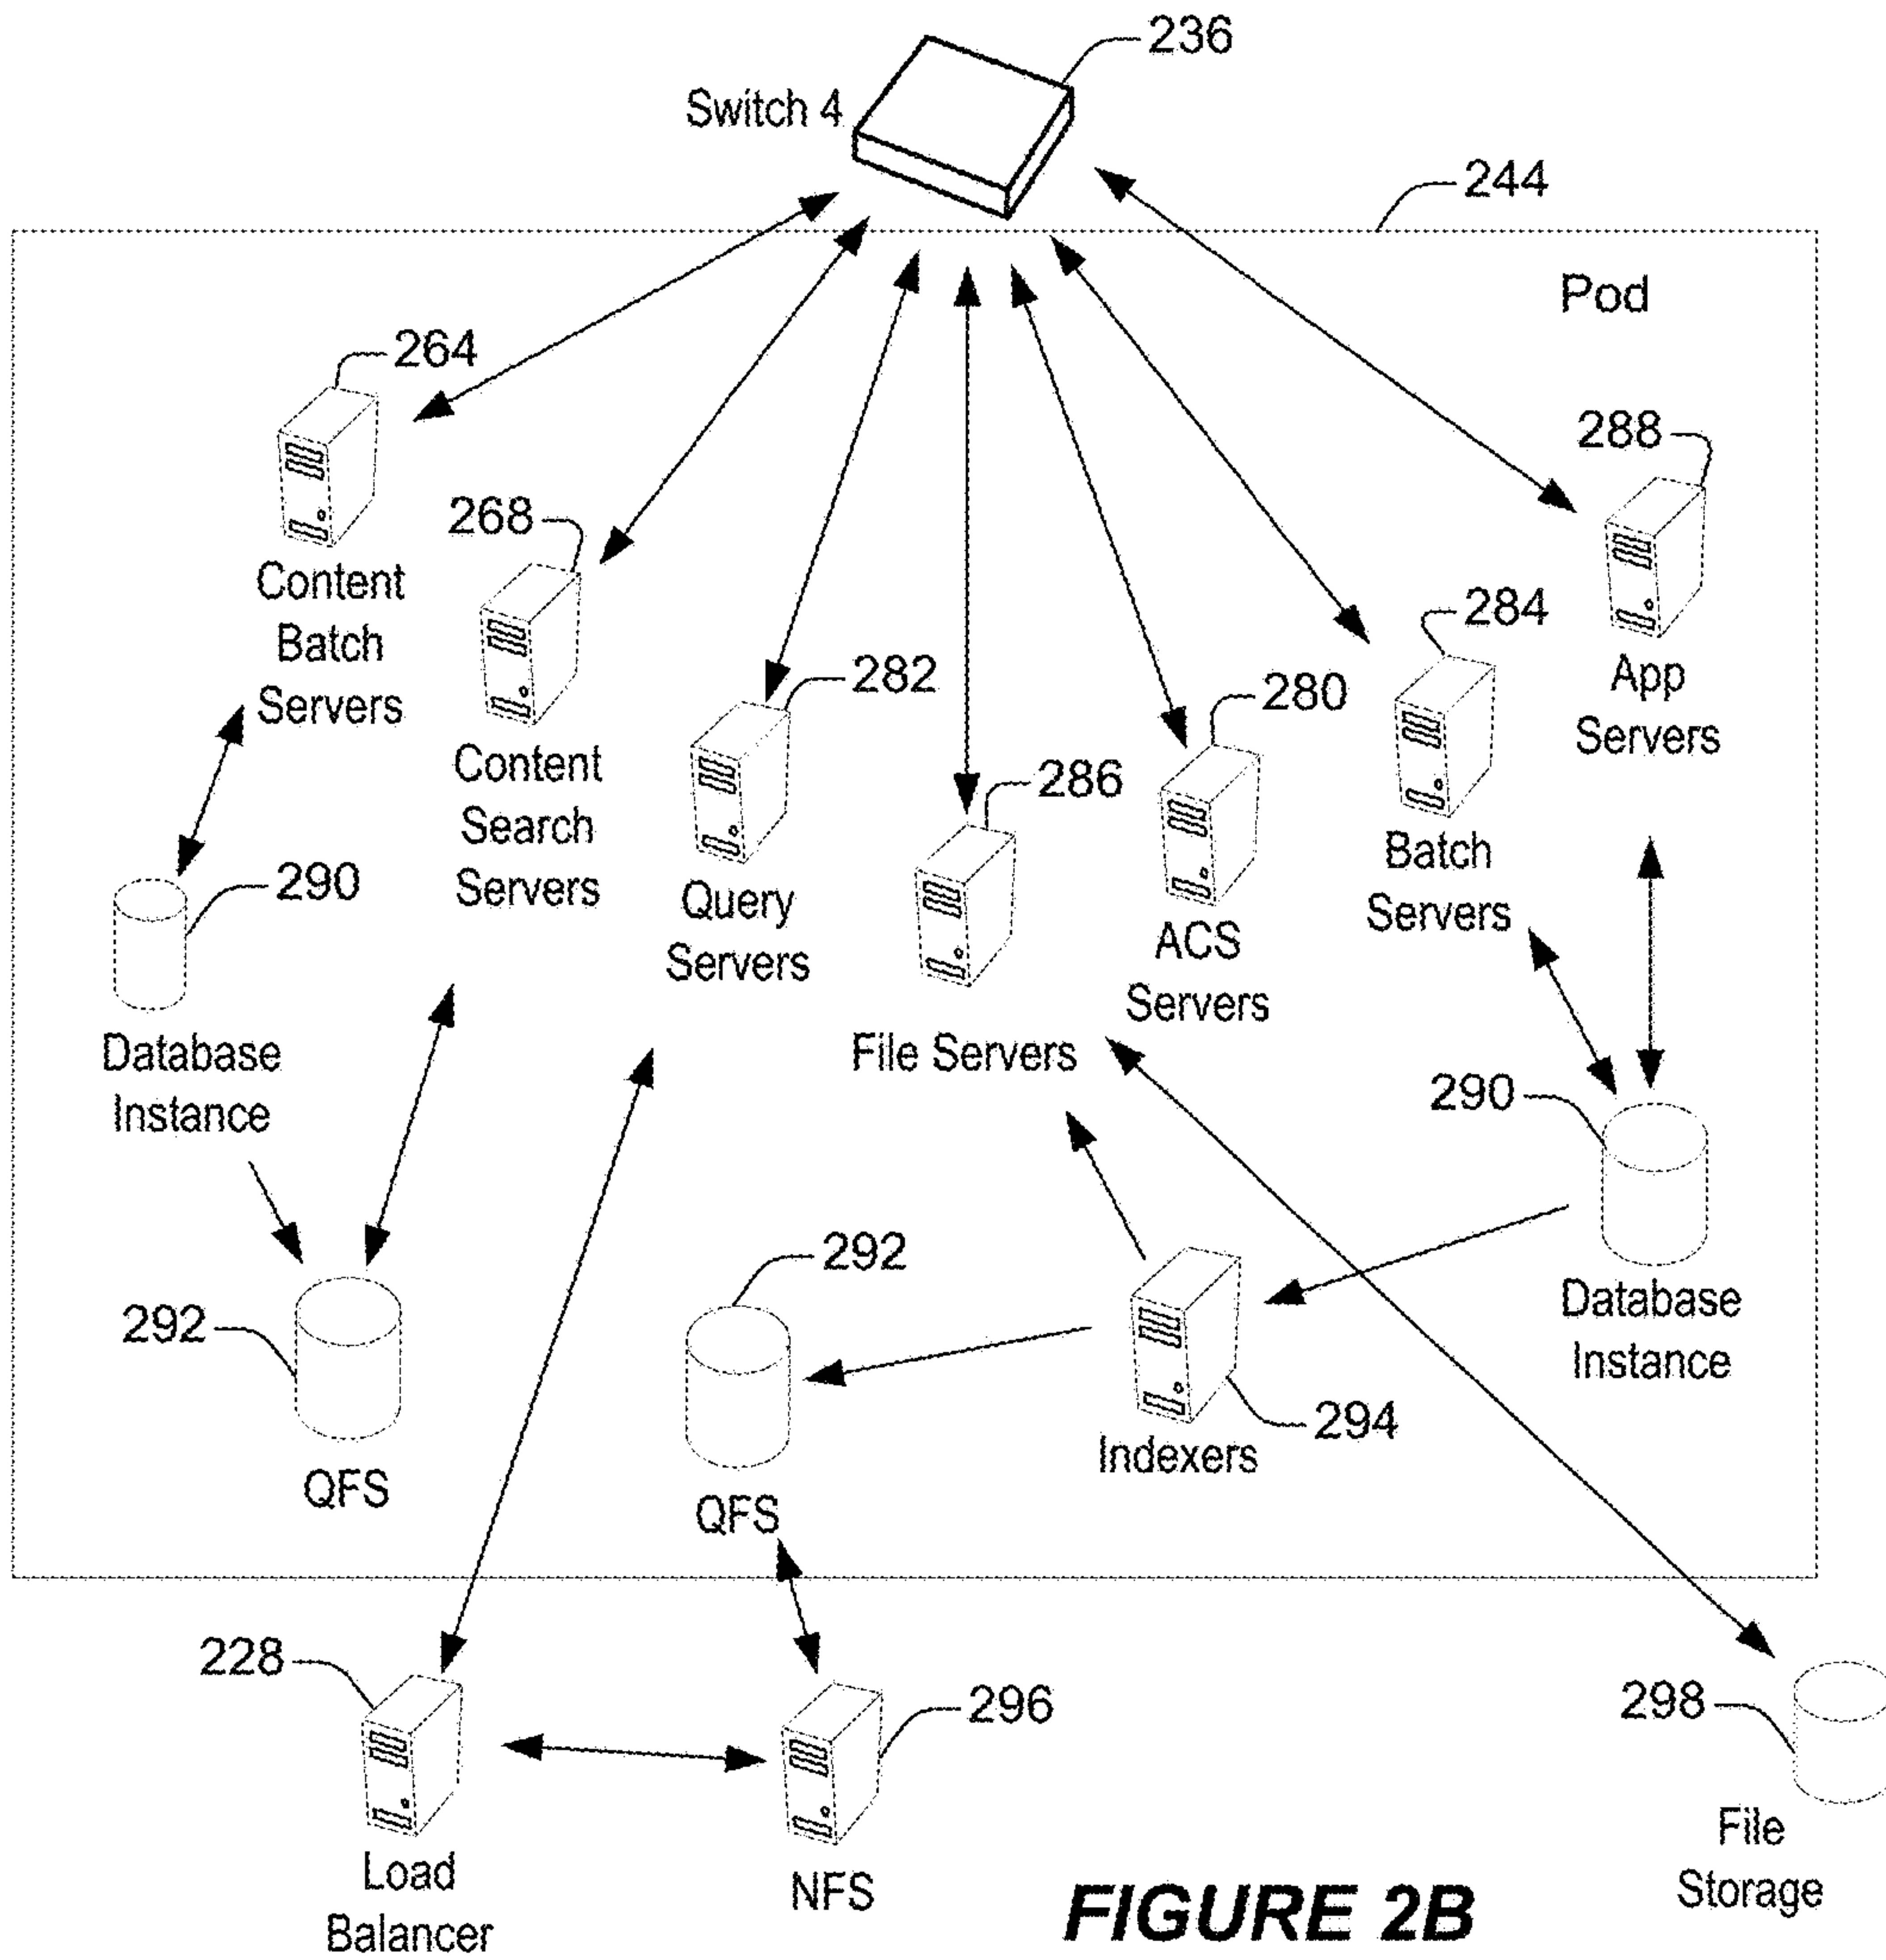 236
Switch 4
244
Pod
264
288
268
Content
Batch
Servers
284
282
280
App
Servers
Content
Search
Servers
286
290
Batch
Servers
Query
Servers
ACS
Servers
Database
Instance
File Servers
290
292
292
Database
Instance
294
Indexers
QFS
QFS
228
296
298
Load
Balancer
NFS
File
Storage
FIGURE 2B